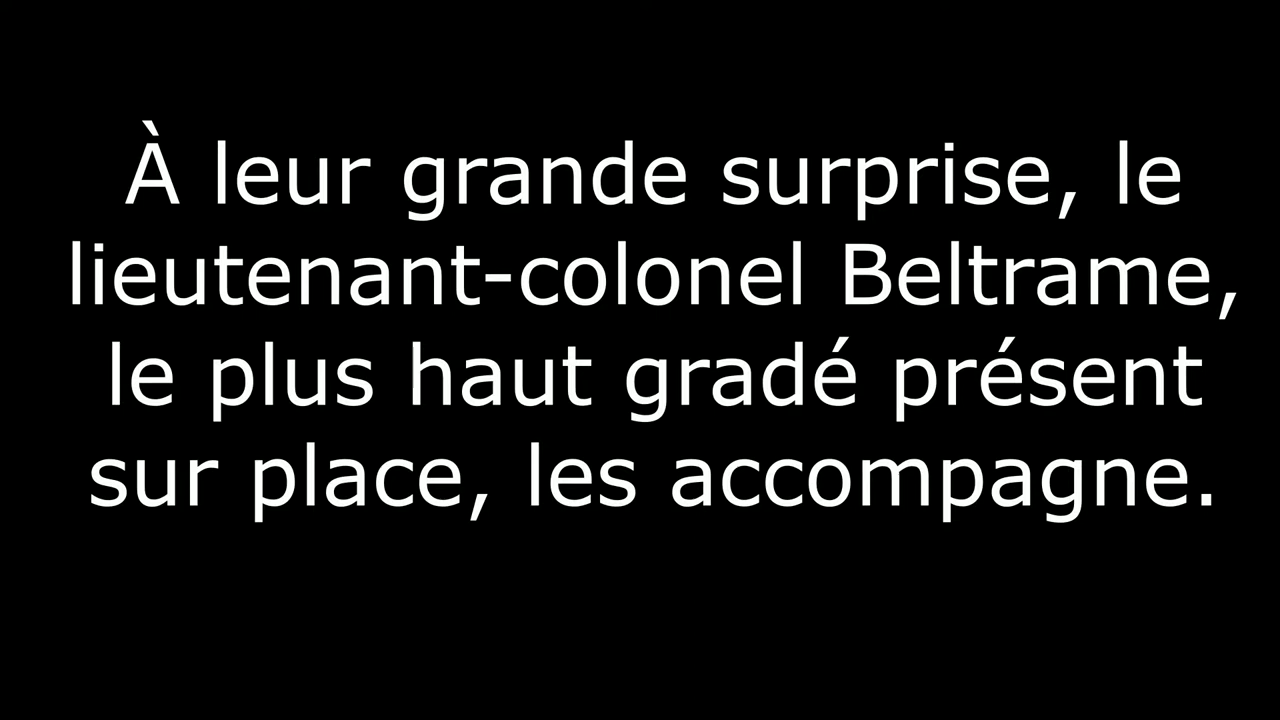 À leur grande surprise, le
lieutenant-colonel Beltrame,
le plus haut gradé présent
sur place, les accompagne.